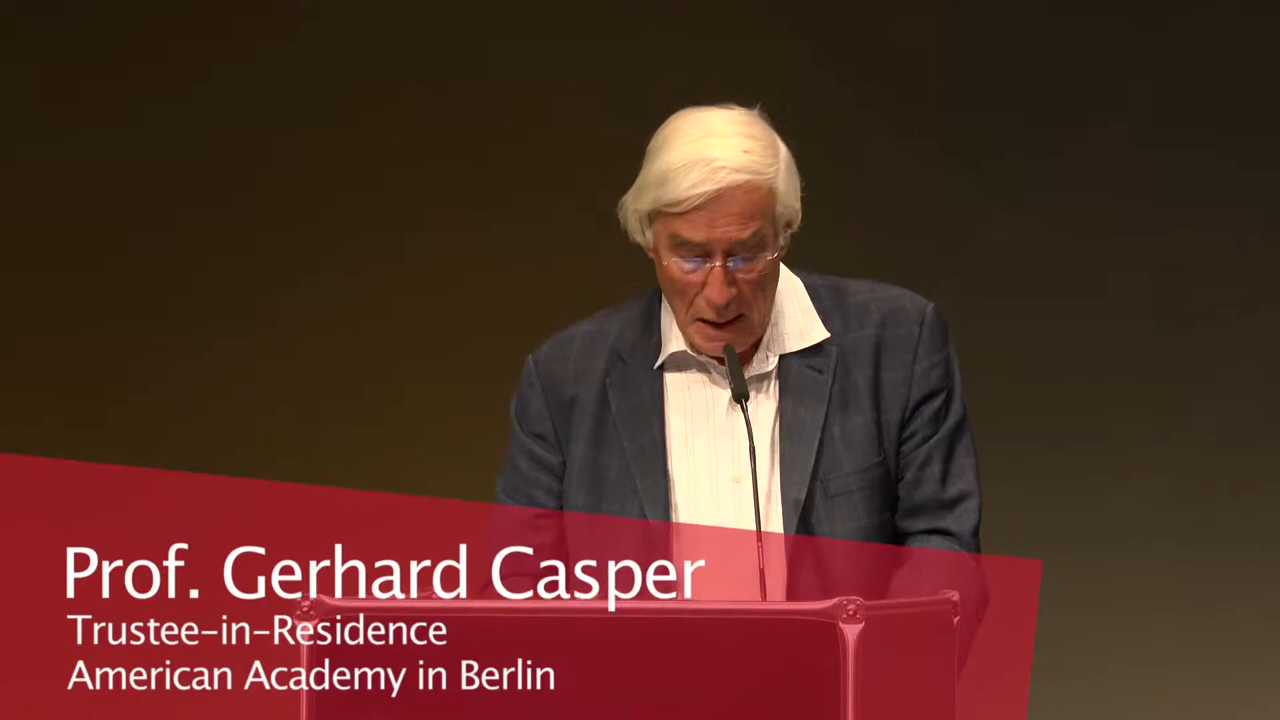 Prof. Gerhard Casper
Trustee-in-Residence
American Academy in Berlin